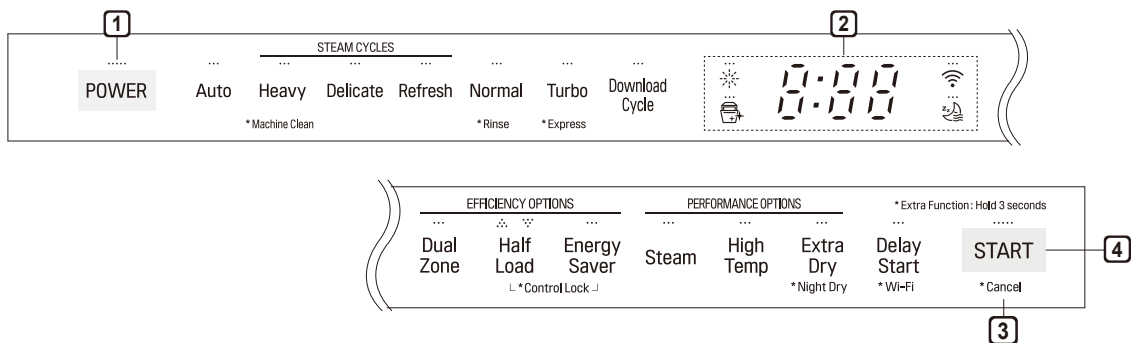 1
2
STEAM CYCLES
POWER
Auto
Heavy
Delicate
Refresh
Normal
Turbo
Download
Cycle
8:88
* Machine Clean
* Rinse
* Express
EFFICIENCY OPTIONS
PERFORMANCE OPTIONS
* Extra Function : Hold 3 seconds
Dual
Zone
Half
Load
Energy
Saver
Steam
High
Temp
Extra
Dry
Delay
Start
START
4
* Control Lock
* Night Dry
* Wi-Fi
* Cancel
3